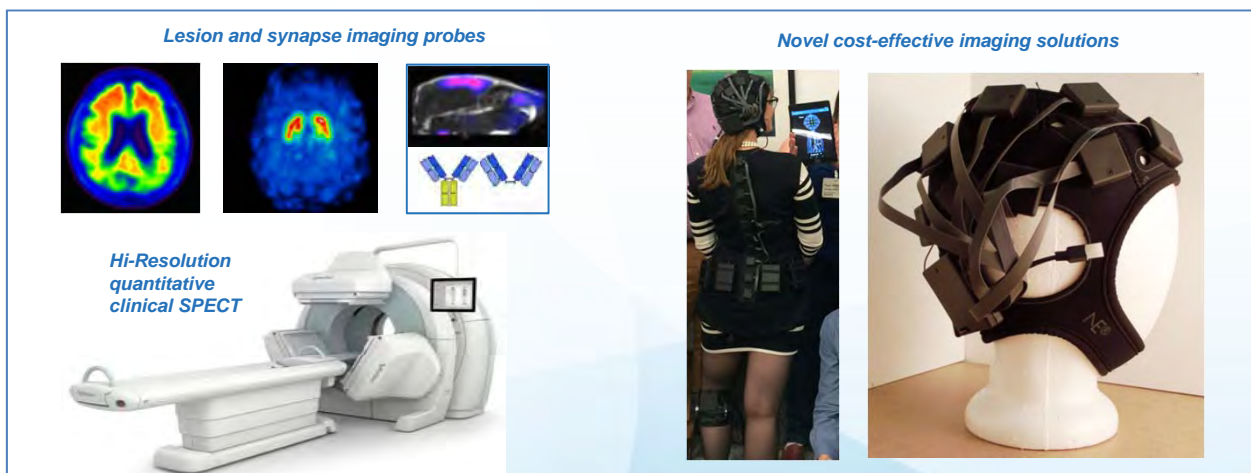 Lesion and synapse imaging probes
Novel cost-effective imaging solutions
Hi-Resolution
quantitative
clinical SPECT